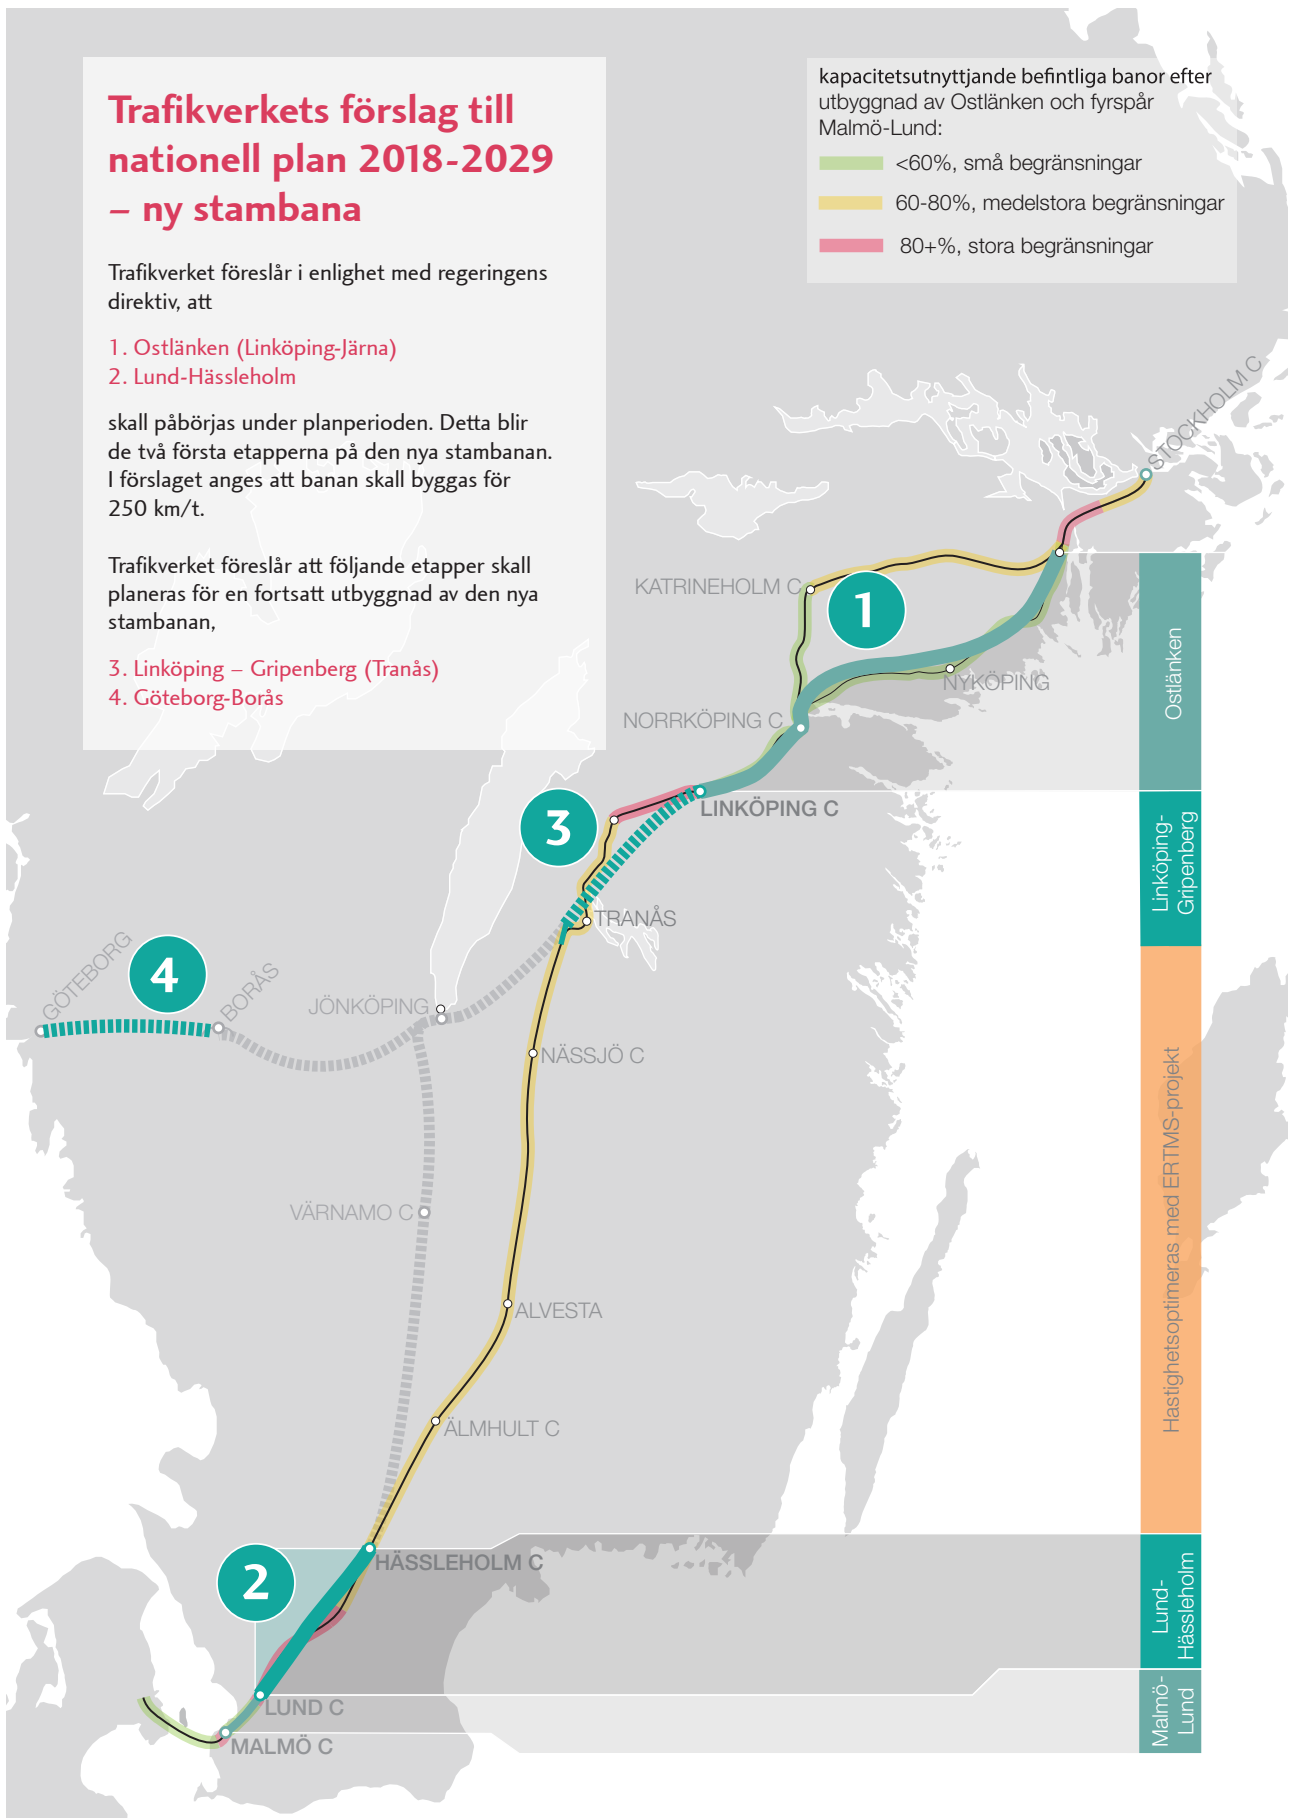 Trafikverkets förslag till
nationell plan 2018-2029
– ny stambana
Trafikverket föreslår i enlighet med regeringens
direktiv, att
1. Ostlänken (Linköping-Järna)
2. Lund-Hässleholm
skall påbörjas under planperioden. Detta blir
de två första etapperna på den nya stambanan.
I förslaget anges att banan skall byggas för
250 km/t.
Trafikverket föreslår att följande etapper skall
planeras för en fortsatt utbyggnad av den nya
stambanan,
3. Linköping – Gripenberg (Tranås)
4. Göteborg-Borås
kapacitetsutnyttjande befintliga banor efter
utbyggnad av Ostlänken och fyrspår
Malmö-Lund:
<60%, små begränsningar
60-80%, medelstora begränsningar
80+%, stora begränsningar
STOCKHOLM C
KATRINEHOLM C
1
NYKÖPING
NORRKÖPING C
LINKÖPING C
3
TRANÅS
GÖTEBORG
4
BORÅS
JÖNKÖPING
NÄSSJÖ C
VÄRNAMO C
ALVESTA
ÄLMHULT C
HÄSSLEHOLM C
2
LUND C
MALMÖ C
Ostlänken
Linköping-
Gripenberg
Hastighetsoptimeras med ERTMS-projekt
Lund-
Hässleholm
Malmö-
Lund